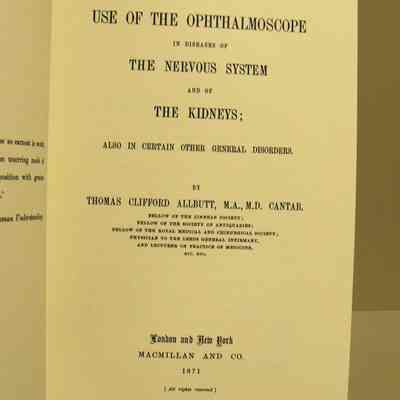 USE OF THE OPHTHALMOSCOPE
IN DISEASES OF
THE NERVOUS SYSTEM
AND OF
THE KIDNEYS;
ALSO IN CERTAIN OTHER GENERAL DISORDERS.
BY
THOMAS CLIFFORD ALLBUTT, M.A., M.D. CANTAB.
FELLOW OF THE LINNEAN SOCIETY;
FELLOW OF THE SOCIETY OF ANTIQUARIES;
FELLOW OF THE ROYAL MEDICAL AND CHIRURGICAL SOCIETY;
PHYSICIAN TO THE LEEDS GENERAL INFIRMARY,
AND LECTURER ON PRACTICE OF MEDICINE,
ETC. ETC.
London and New York
MACMILLAN AND CO.
1871
[All rights reserved]